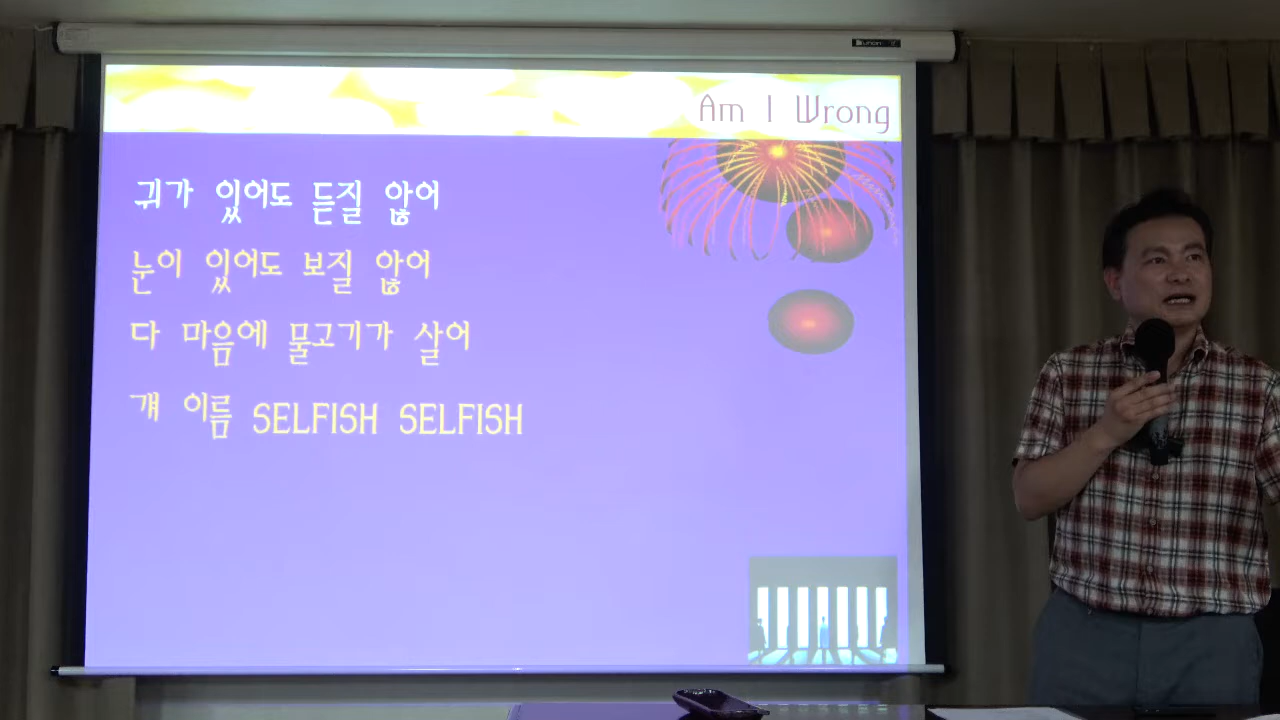 Am I Wrong
귀가 있어도 듣질 않어
눈이 있어도 보질 않어
다 마음에 물고기가 살어
걔 이름 SELFISH SELFISH